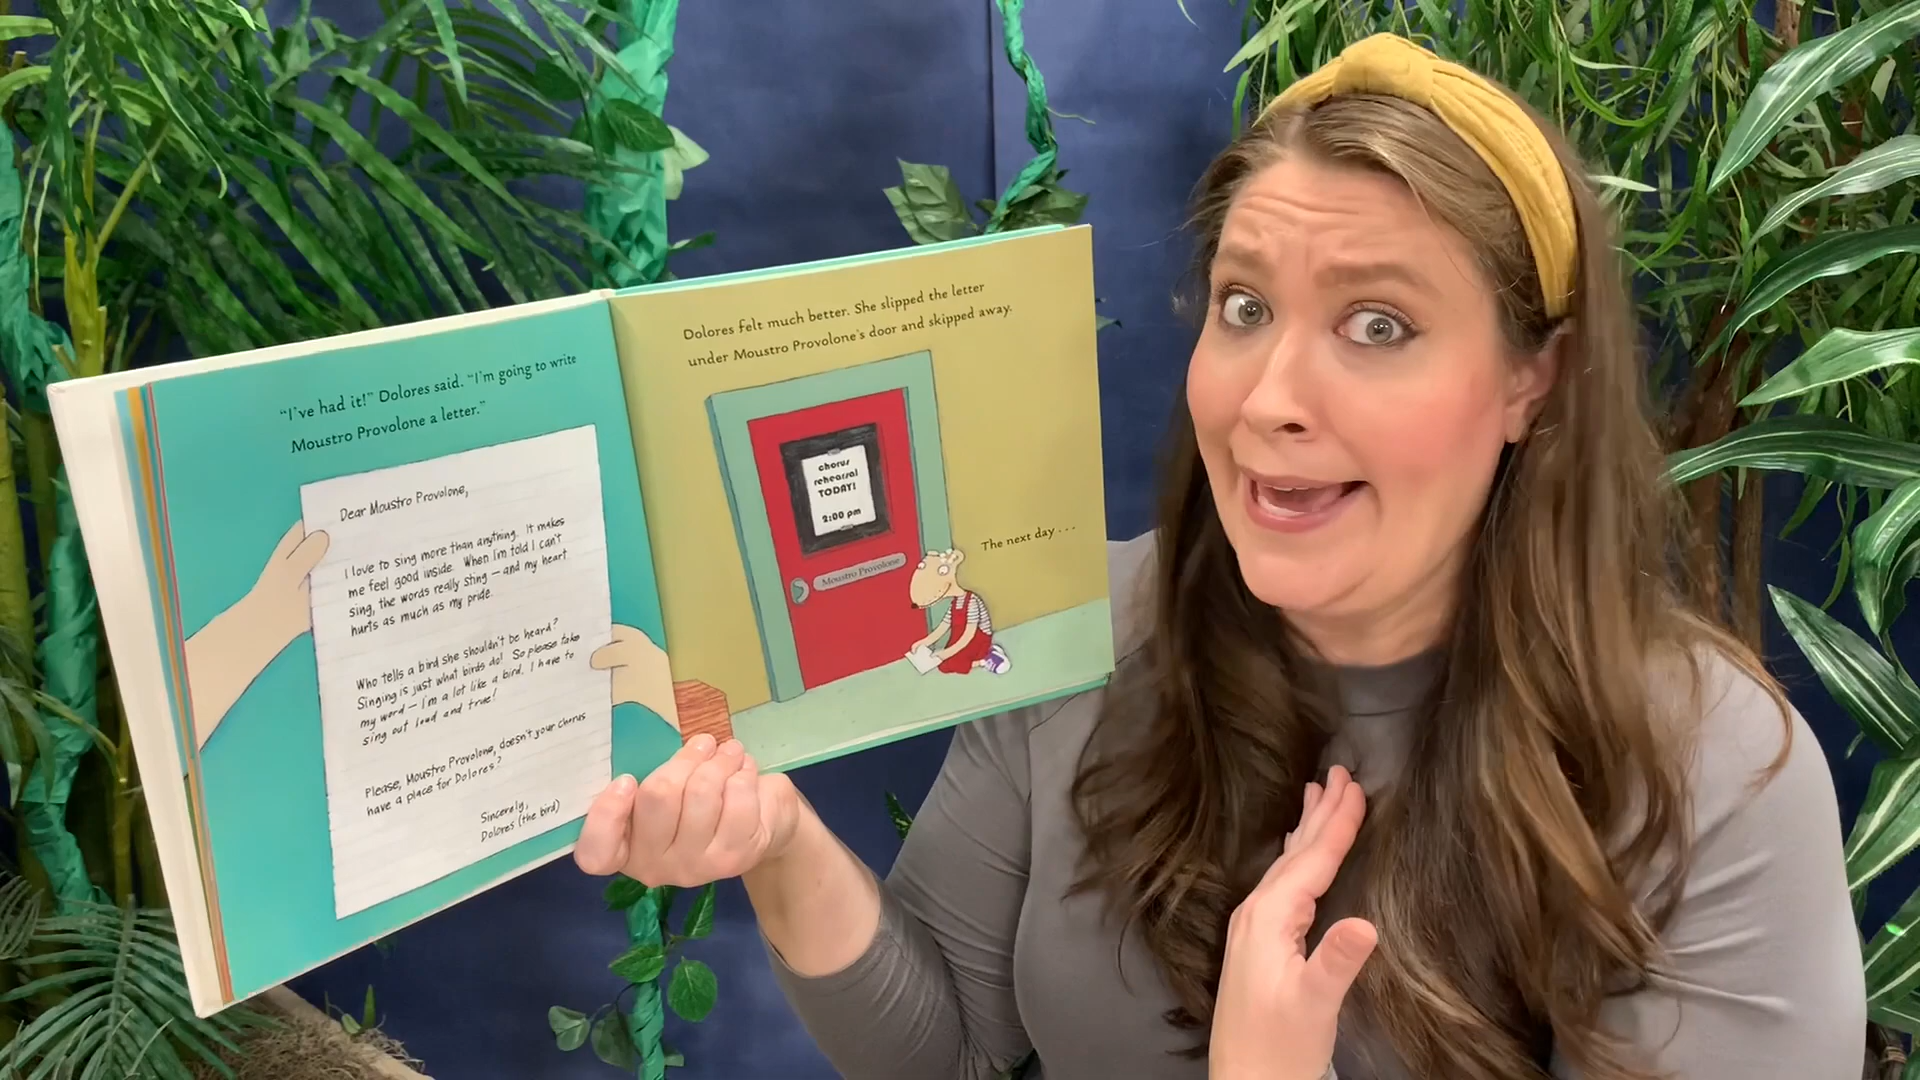 “I’ve had it!” Dolores said. “I’m going to write
Moustro Provolone a letter.”
Dear Moustro Provolone,
I love to sing more than anything. It makes
me feel good inside. When I’m told I can’t
sing, the words really sting – and my heart
hurts as much as my pride.
Who tells a bird she shouldn’t be heard?
Singing is just what birds do! So please take
my word – I’m a lot like a bird. I have to
sing out loud and true!
Please, Moustro Provolone, doesn’t your chorus
have a place for Dolores?
Sincerely,
Dolores (the bird)
Dolores felt much better. She slipped the letter
under Moustro Provolone’s door and skipped away.
chorus
rehearsal
TODAY!
2:00 pm
Moustro Provolone
The next day . . .